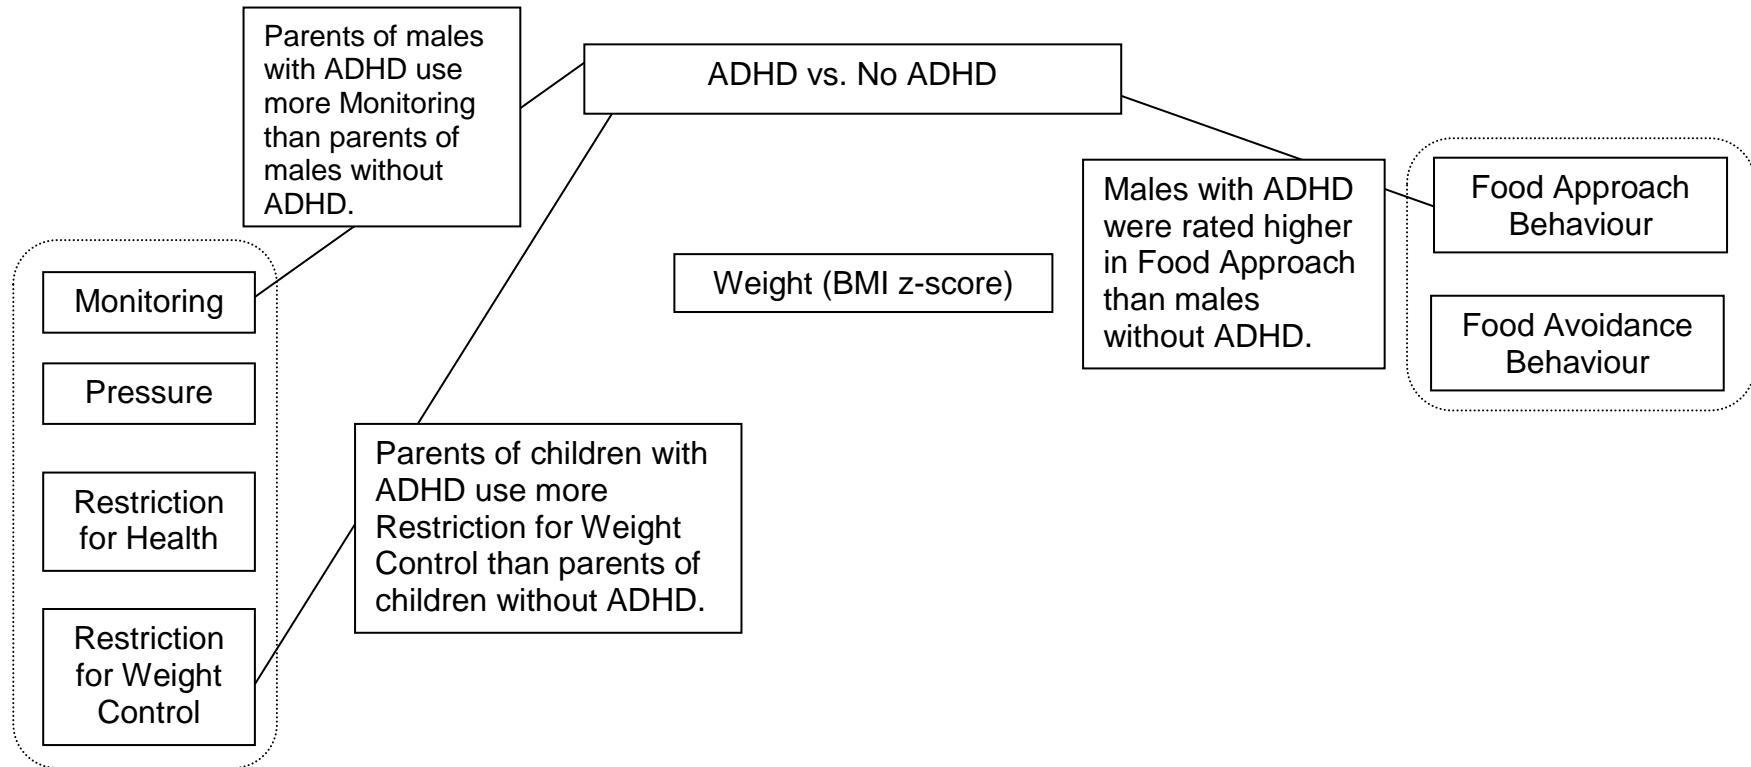 Parents of males
with ADHD use
more Monitoring
than parents of
males without
ADHD.
ADHD vs. No ADHD
Males with ADHD
were rated higher
in Food Approach
than males
without ADHD.
Food Approach
Behaviour
Food Avoidance
Behaviour
Weight (BMI z-score)
Monitoring
Pressure
Restriction
for Health
Restriction
for Weight
Control
Parents of children with
ADHD use more
Restriction for Weight
Control than parents of
children without ADHD.